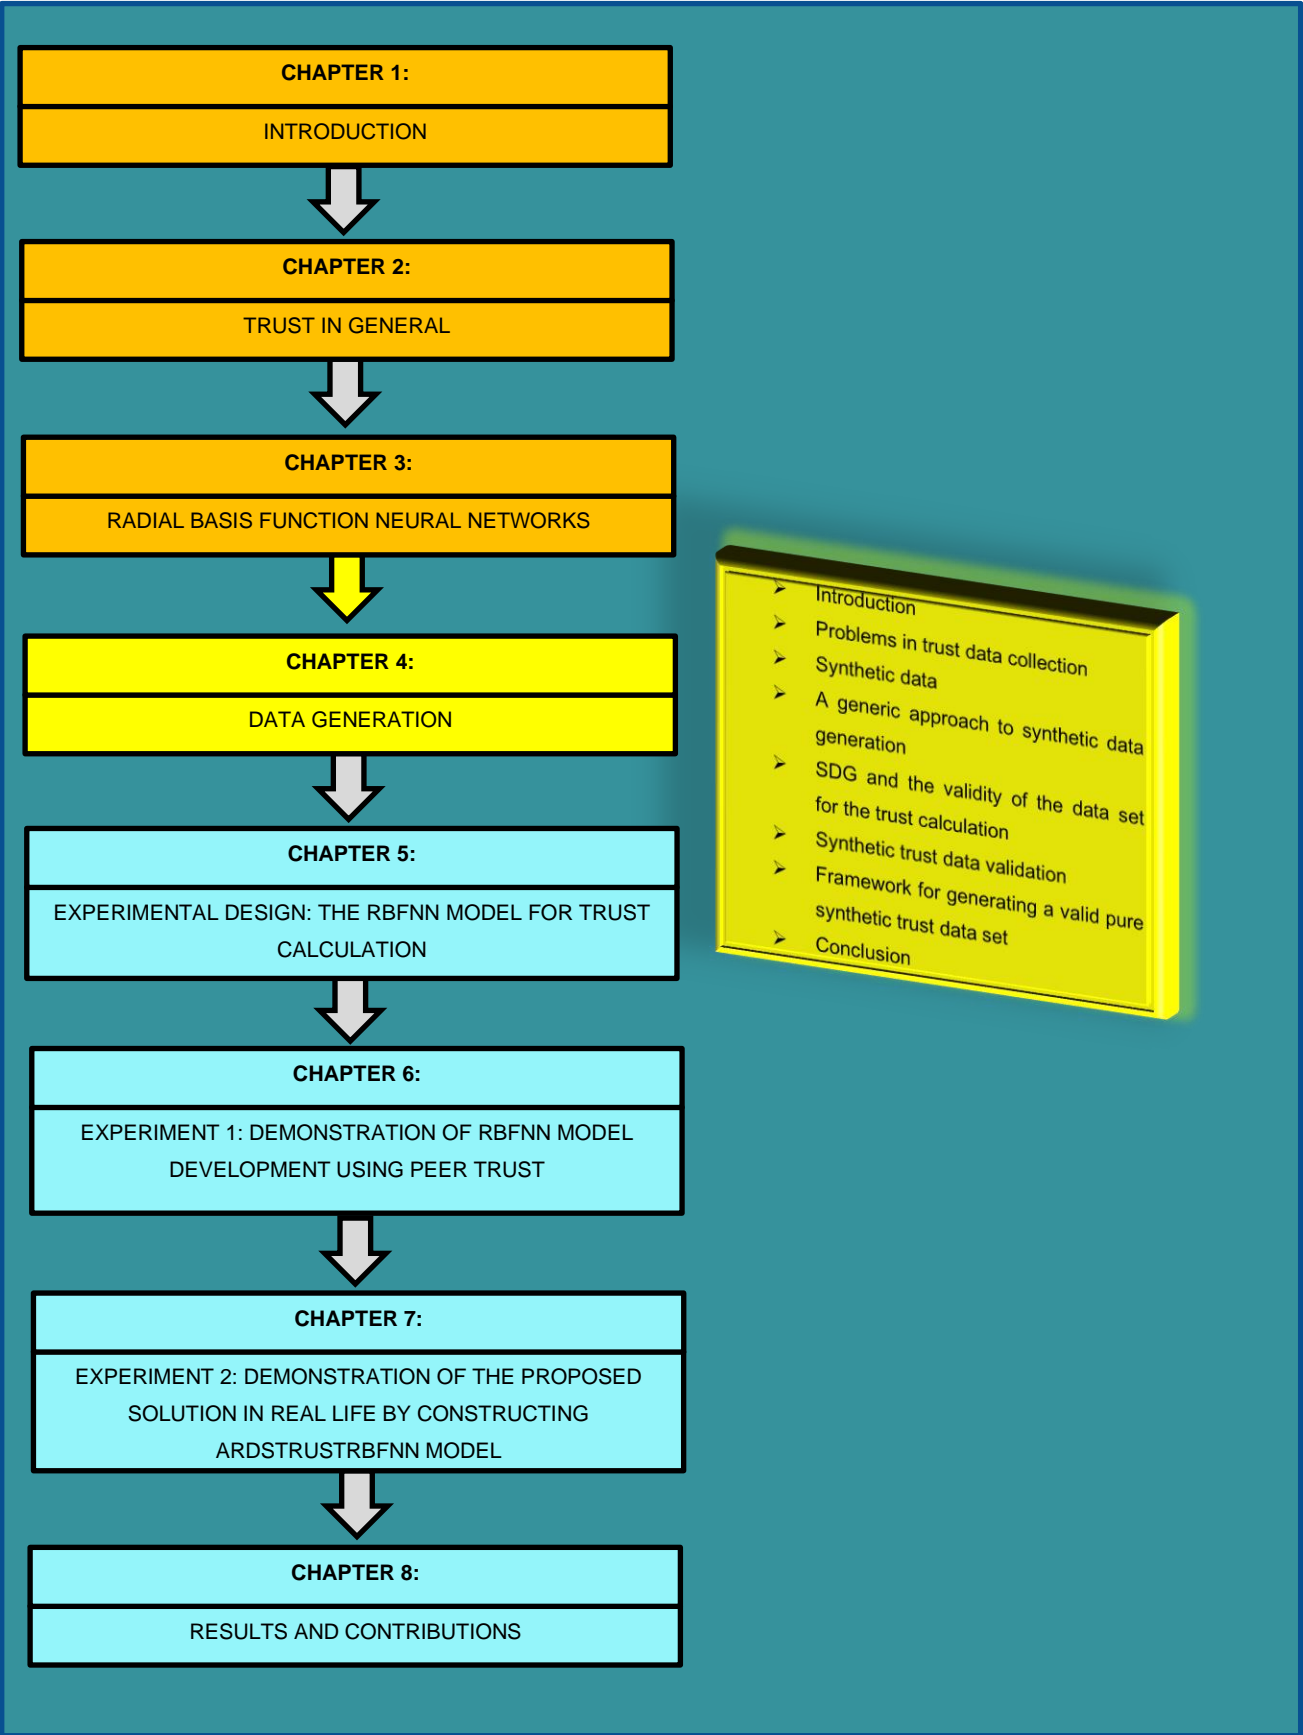 CHAPTER 1:
INTRODUCTION
CHAPTER 2:
TRUST IN GENERAL
CHAPTER 3:
RADIAL BASIS FUNCTION NEURAL NETWORKS
CHAPTER 4:
DATA GENERATION
CHAPTER 5:
EXPERIMENTAL DESIGN: THE RBFNN MODEL FOR TRUST
CALCULATION
CHAPTER 6:
EXPERIMENT 1: DEMONSTRATION OF RBFNN MODEL
DEVELOPMENT USING PEER TRUST
CHAPTER 7:
EXPERIMENT 2: DEMONSTRATION OF THE PROPOSED
SOLUTION IN REAL LIFE BY CONSTRUCTING
ARDSTRUSTRBFNN MODEL
CHAPTER 8:
RESULTS AND CONTRIBUTIONS
➢ Introduction
➢ Problems in trust data collection
➢ Synthetic data
➢ A generic approach to synthetic data
generation
➢ SDG and the validity of the data set
for the trust calculation
➢ Synthetic trust data validation
➢ Framework for generating a valid pure
synthetic trust data set
➢ Conclusion